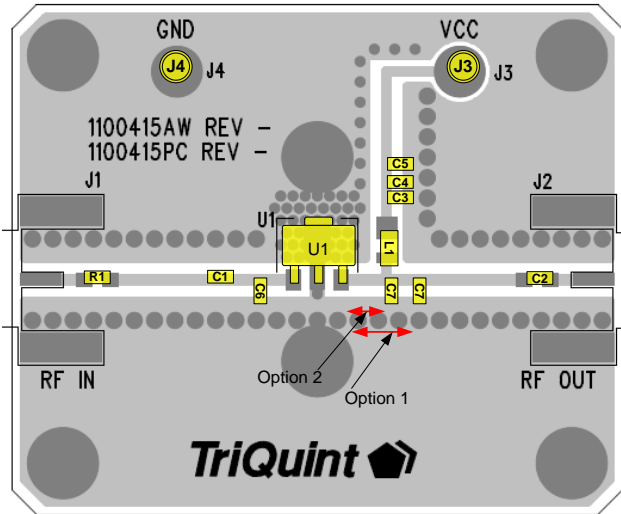 GND
VCC
J4
J4
J3
J3
1100415AW REV -
1100415PC REV -
C5
C4
C3
J1
J2
U1
U1
L1
R1
C1
C6
C7
C7
C2
Option 2
Option 1
RF IN
RF OUT
TriQuint